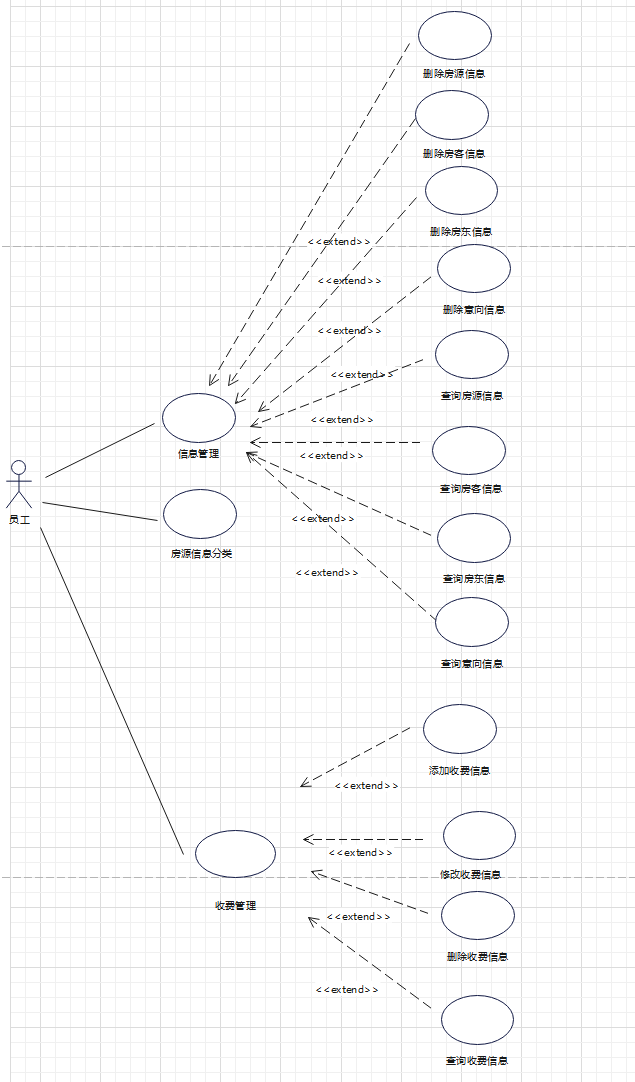 删除房源信息
删除房客信息
删除房东信息
<<extend>>
<<extend>>
删除意向信息
<<extend>>
<<extend>>
查询房源信息
<<extend>>
信息管理
<<extend>>
查询房客信息
员工
<<extend>>
房源信息分类
<<extend>>
查询房东信息
查询意向信息
添加收费信息
<<extend>>
<<extend>>
修改收费信息
收费管理
<<extend>>
删除收费信息
<<extend>>
查询收费信息